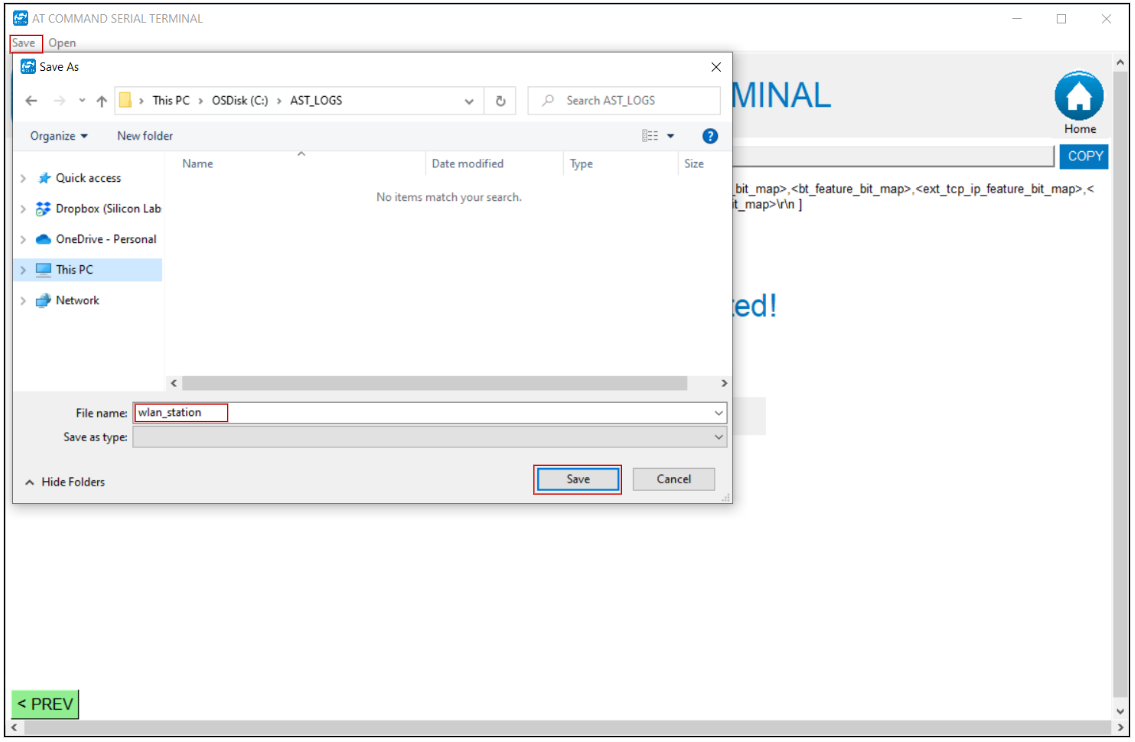 AT COMMAND SERIAL TERMINAL
Save Open
Save As
This PC > OSDisk (C:) > AST_LOGS
Search AST_LOGS
MINAL
Home
Organize New folder
?
COPY
Name Date modified Type Size
No items match your search.
Quick access
Dropbox (Silicon Lab
OneDrive - Personal
This PC
Network
_bit_map>,<bt_feature_bit_map>,<ext_tcp_ip_feature_bit_map>,<
it_map>\r\n ]
ted!
File name: wlan_station
Save as type:
Hide Folders
Save Cancel
< PREV